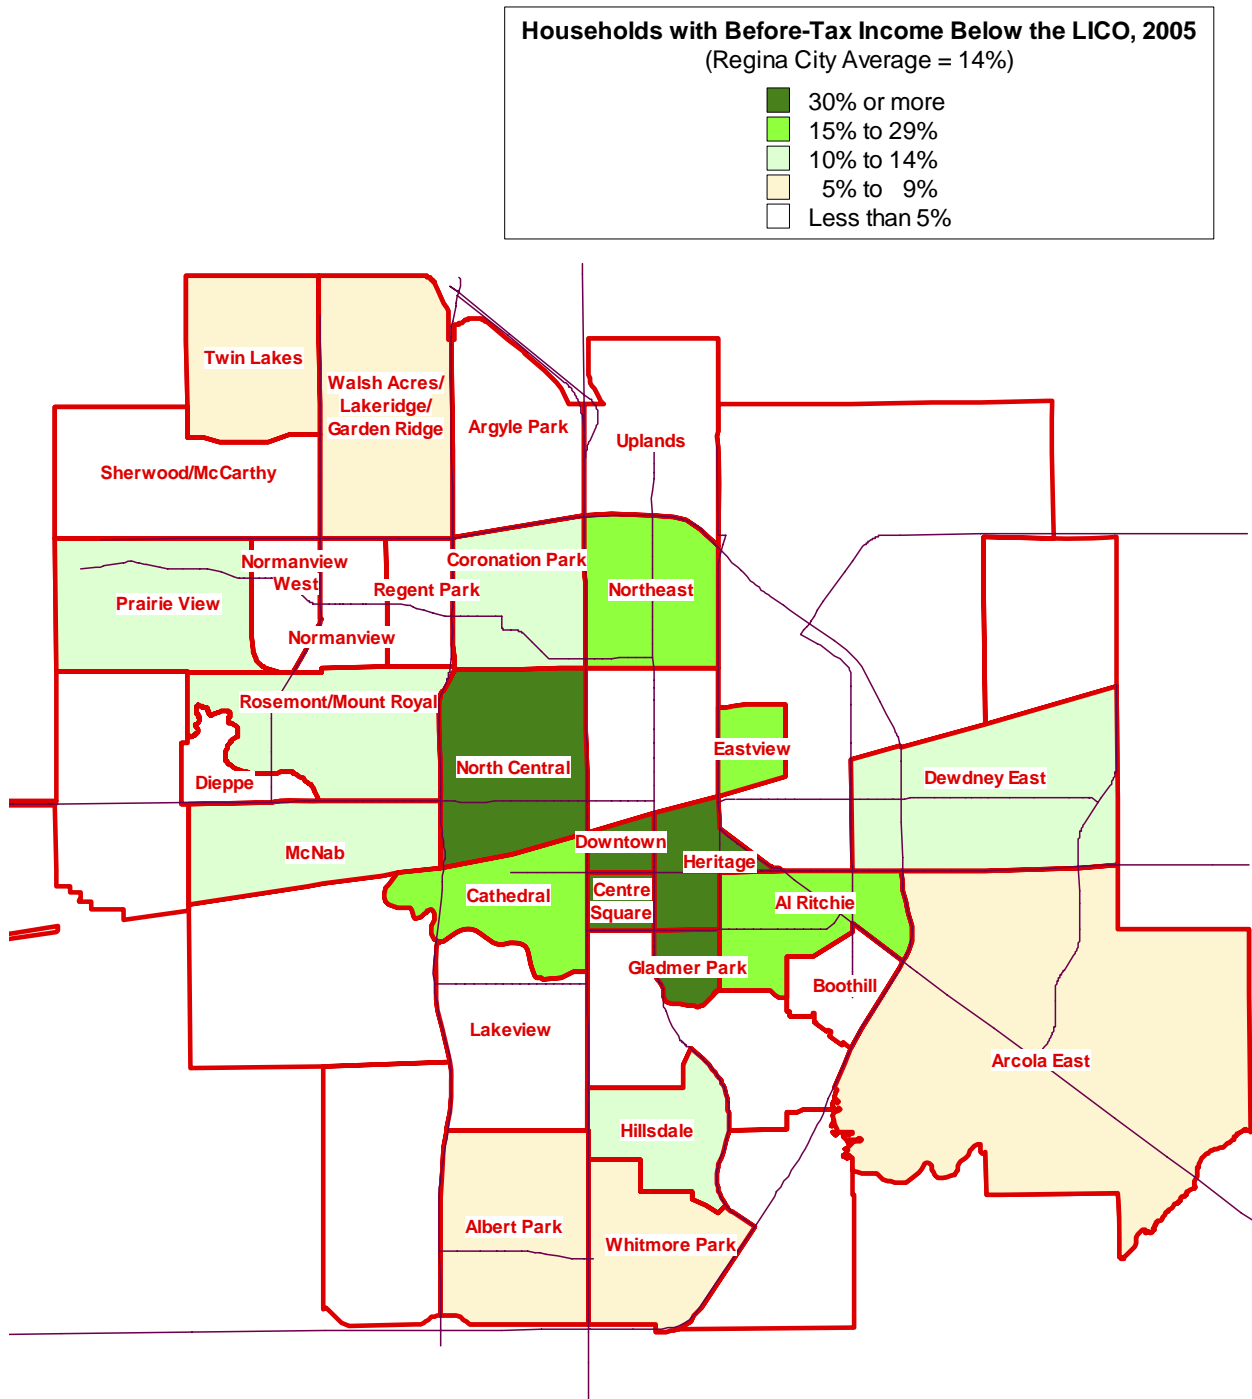 Households with Before-Tax Income Below the LICO, 2005
(Regina City Average = 14%)
30% or more
15% to 29%
10% to 14%
5% to 9%
Less than 5%
Twin Lakes
Walsh Acres/
Lakeridge/
Garden Ridge
Argyle Park
Uplands
Sherwood/McCarthy
Normanview
West
Coronation Park
Regent Park
Northeast
Prairie View
Normanview
Rosemont/Mount Royal
Eastview
North Central
Dewdney East
Dieppe
Downtown
McNab
Heritage
Cathedral
Centre
Square
Al Ritchie
Gladmer Park
Boothill
Lakeview
Arcola East
Hillsdale
Albert Park
Whitmore Park